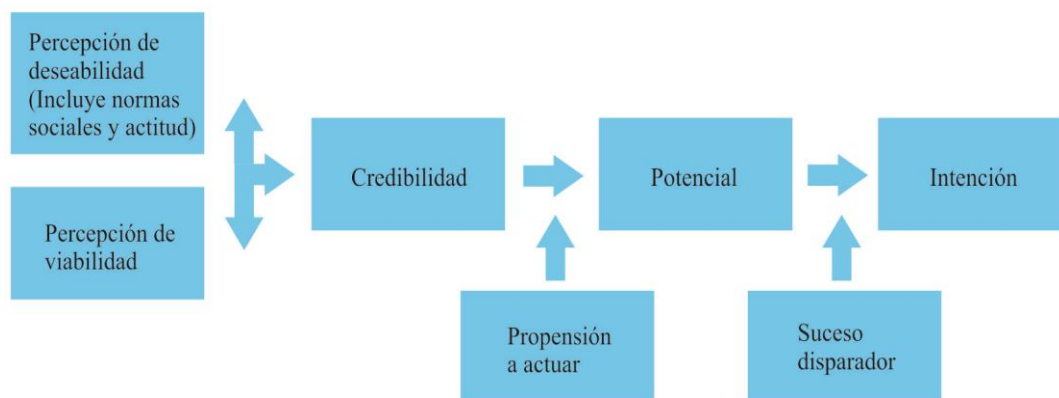 Percepción de
deseabilidad
(Incluye normas
sociales y actitud)
Percepción de
viabilidad
Credibilidad
Potencial
Intención
Propensión
a actuar
Suceso
disparador